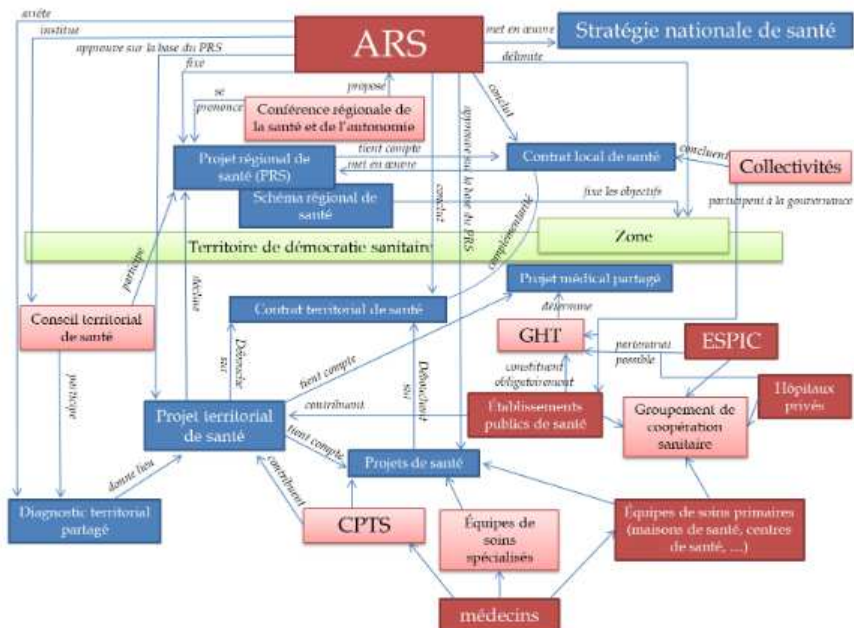 arrête
institue
approuve sur la base du PRS
fixe
ARS
met en œuvre
Stratégie nationale de santé
délimite
se
prononce
propose
Conférence régionale de
la santé et de l'autonomie
conclut
approuve sur la base du PRS
Projet régional de
santé (PRS)
tient compte
met en œuvre
Contrat local de santé
concluent
Collectivités
Schéma régional de
santé
conclut
fixe les objectifs
participent à la gouvernance
complémentarité
Territoire de démocratie sanitaire
Zone
participe
décline
Projet médical partagé
Conseil territorial
de santé
Contrat territorial de santé
détermine
GHT
ESPIC
partenariat
possible
Débouche
sur
tient compte
Débouchent
sur
constituent
obligatoirement
Hôpitaux
privés
participe
Projet territorial
de santé
contribuent
Établissements
publics de santé
Groupement de
coopération
sanitaire
tient compte
Projets de santé
donne lieu
contribuent
Diagnostic territorial
partagé
CPTS
Équipes de
soins
spécialisés
Équipes de soins primaires
(maisons de santé, centres
de santé, ...)
médecins